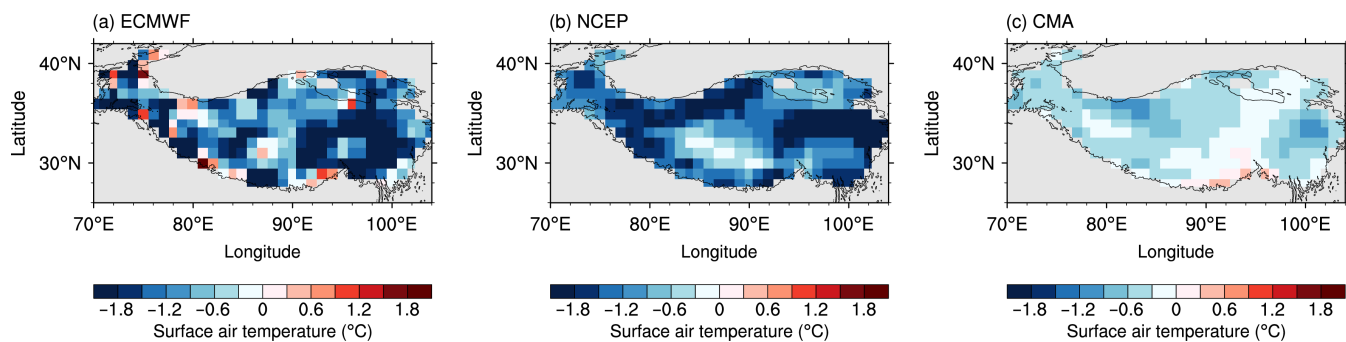 (a) ECMWF
40°N
30°N
Latitude
70°E 80°E 90°E 100°E
Longitude
−1.8 −1.2 −0.6 0 0.6 1.2 1.8
Surface air temperature (°C)
(b) NCEP
40°N
30°N
Latitude
70°E 80°E 90°E 100°E
Longitude
−1.8 −1.2 −0.6 0 0.6 1.2 1.8
Surface air temperature (°C)
(c) CMA
40°N
30°N
Latitude
70°E 80°E 90°E 100°E
Longitude
−1.8 −1.2 −0.6 0 0.6 1.2 1.8
Surface air temperature (°C)